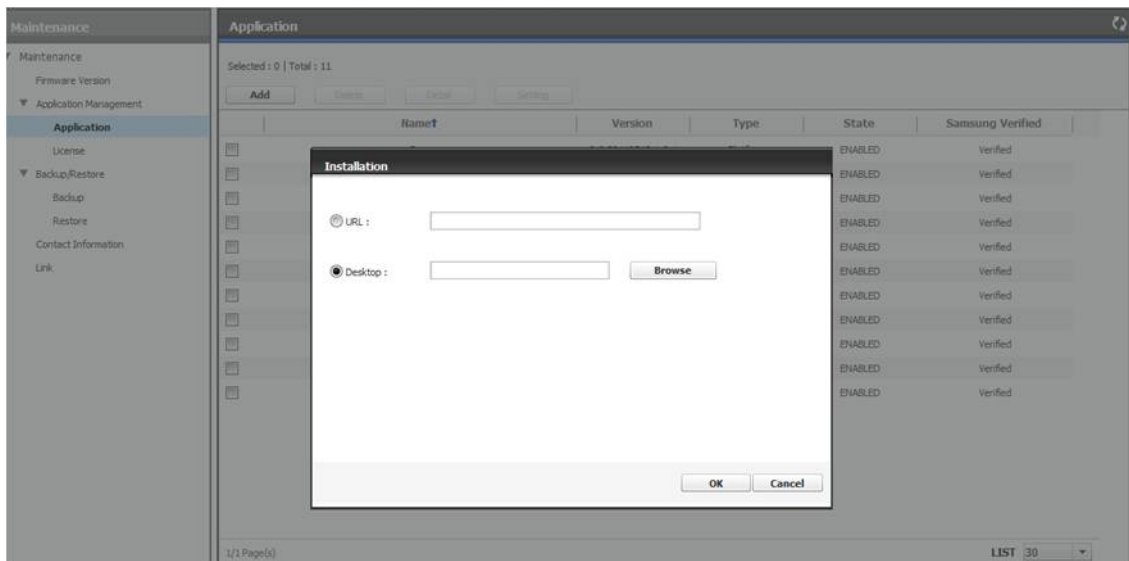 Maintenance
Application
Maintenance
Firmware Version
Application Management
Application
License
Backup/Restore
Backup
Restore
Contact Information
Link
Selected : 0 | Total : 11
Add Delete Detail Setting
Name↑ Version Type State Samsung Verified
ENABLED Verified
ENABLED Verified
ENABLED Verified
ENABLED Verified
ENABLED Verified
ENABLED Verified
ENABLED Verified
ENABLED Verified
ENABLED Verified
ENABLED Verified
ENABLED Verified
Installation
URL :
Desktop :
Browse
OK Cancel
1/1 Page(s)
LIST 30